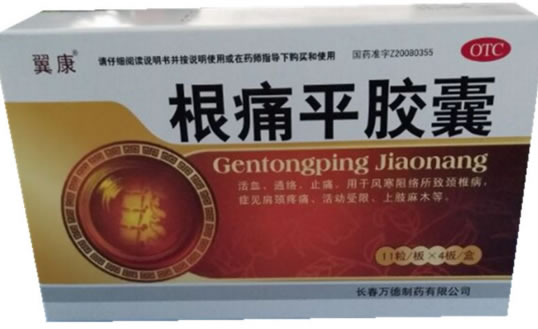 翼康®
请仔细阅读说明书并按说明使用或在药师指导下购买和使用
国药准字Z20080355
OTC
根痛平胶囊
Gentongping Jiaonang
活血、通络、止痛。用于风寒阻络所致颈椎病。
症见肩颈疼痛、活动受限、上肢麻木等。
11粒/板×4板/盒
长春万德制药有限公司